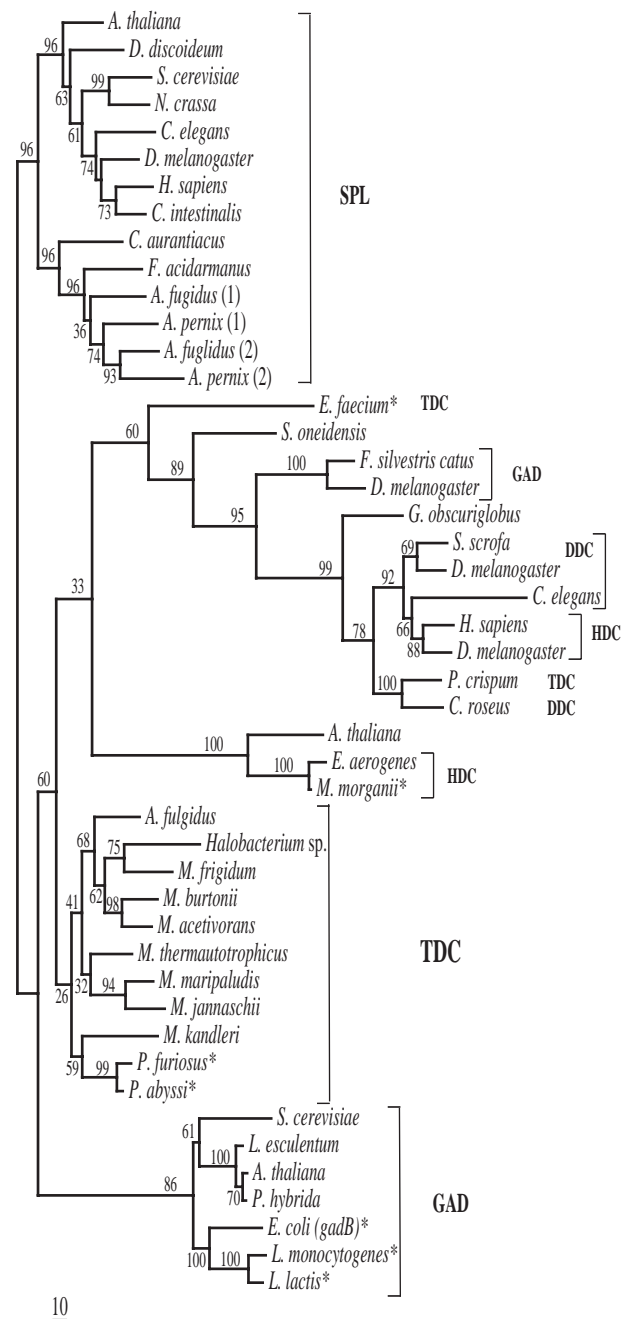 A. thaliana
96
D. discoideum
63
99
S. cerevisiae
N. crassa
61
C. elegans
74
D. melanogaster
H. sapiens
73
C. intestinalis
96
SPL
96
C. aurantiacus
96
F. acidarmanus
36
A. fugidus (1)
74
A. pernix (1)
A. fuglidus (2)
93
A. pernix (2)
60
E. faecium*
TDC
89
S. oneidensis
100
F. silvestris catus
D. melanogaster
GAD
95
G. obscuriglobus
99
69
S. scrofa
D. melanogaster
DDC
92
C. elegans
66
H. sapiens
88
D. melanogaster
HDC
78
100
P. crispum
TDC
C. roseus
DDC
33
100
A. thaliana
100
E. aerogenes
M. morganii*
HDC
60
68
A. fulgidus
75
Halobacterium sp.
M. frigidum
62
98
M. burtonii
M. acetivorans
41
M. thermautotrophicus
32
94
M. maripaludis
M. jannaschii
TDC
26
M. kandleri
59
99
P. furiosus*
P. abyssi*
61
S. cerevisiae
100
L. esculentum
A. thaliana
70
P. hybrida
86
GAD
E. coli (gadB)*
100
100
L. monocytogenes*
L. lactis*
10